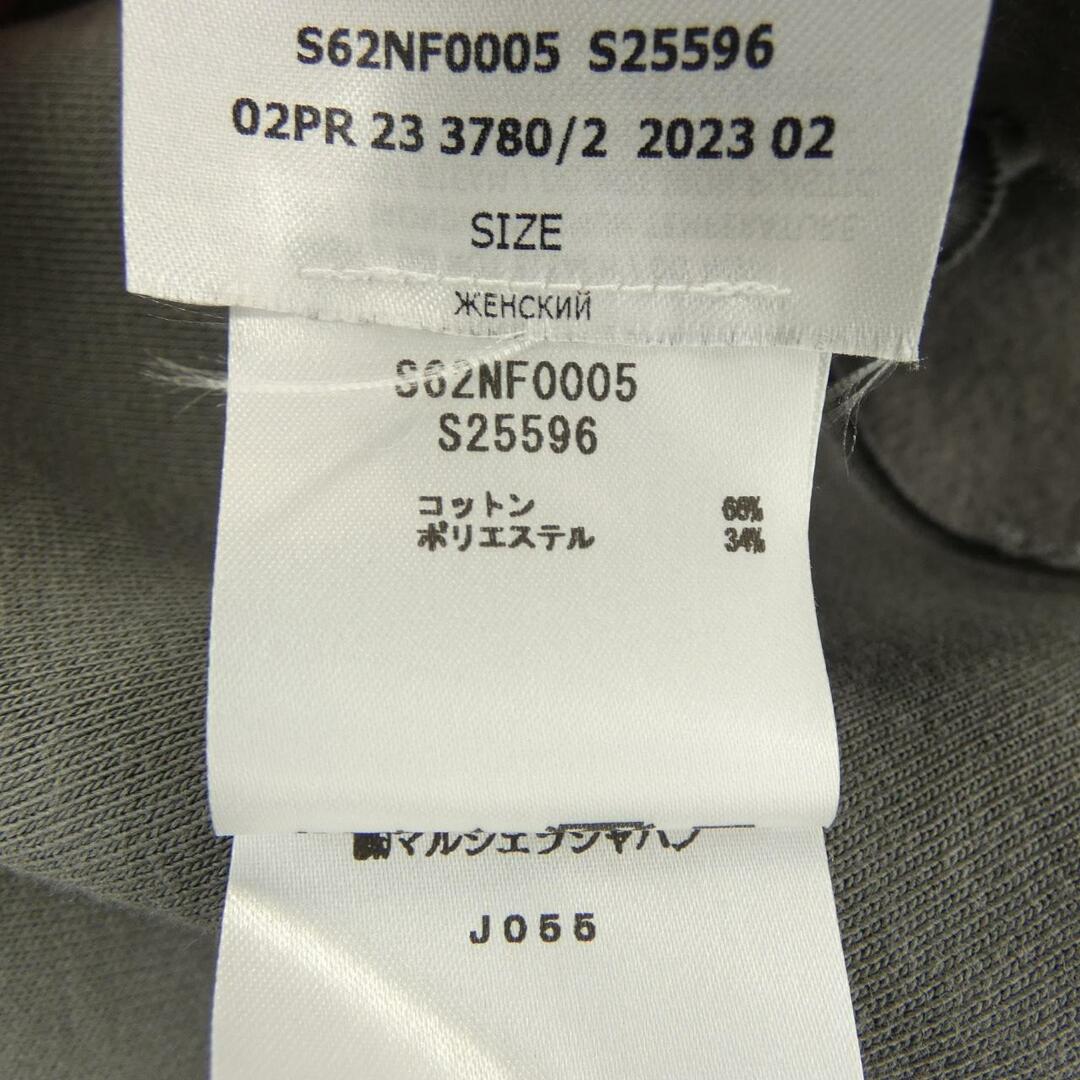 S62NF0005 S25596
02PR 23 3780/2 2023 02
SIZE
ЖЕНСКИЙ
S62NF0005
S25596
コットン 66%
ポリエステル 34%
J055